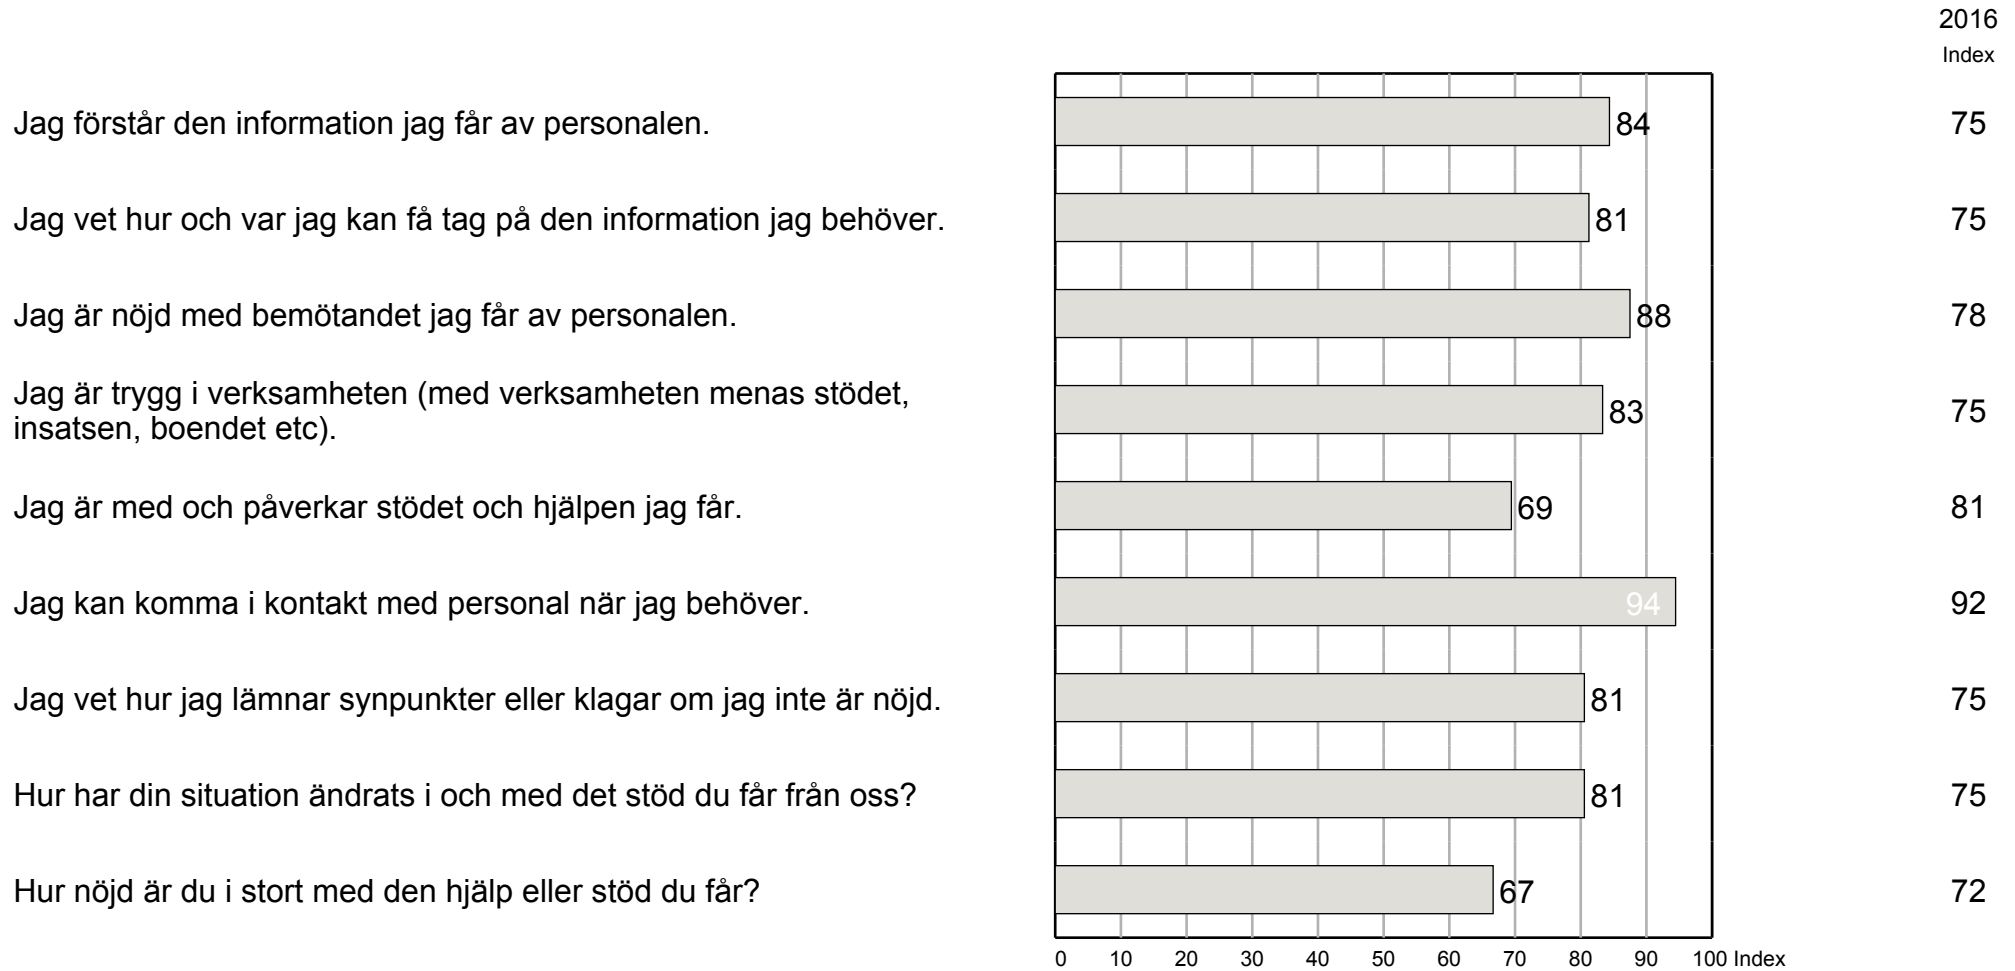 2016
Index
Jag förstår den information jag får av personalen. 84 75
Jag vet hur och var jag kan få tag på den information jag behöver. 81 75
Jag är nöjd med bemötandet jag får av personalen. 88 78
Jag är trygg i verksamheten (med verksamheten menas stödet,
insatsen, boendet etc). 83 75
Jag är med och påverkar stödet och hjälpen jag får. 69 81
Jag kan komma i kontakt med personal när jag behöver. 94 92
Jag vet hur jag lämnar synpunkter eller klagar om jag inte är nöjd. 81 75
Hur har din situation ändrats i och med det stöd du får från oss? 81 75
Hur nöjd är du i stort med den hjälp eller stöd du får? 67 72
0 10 20 30 40 50 60 70 80 90 100 Index